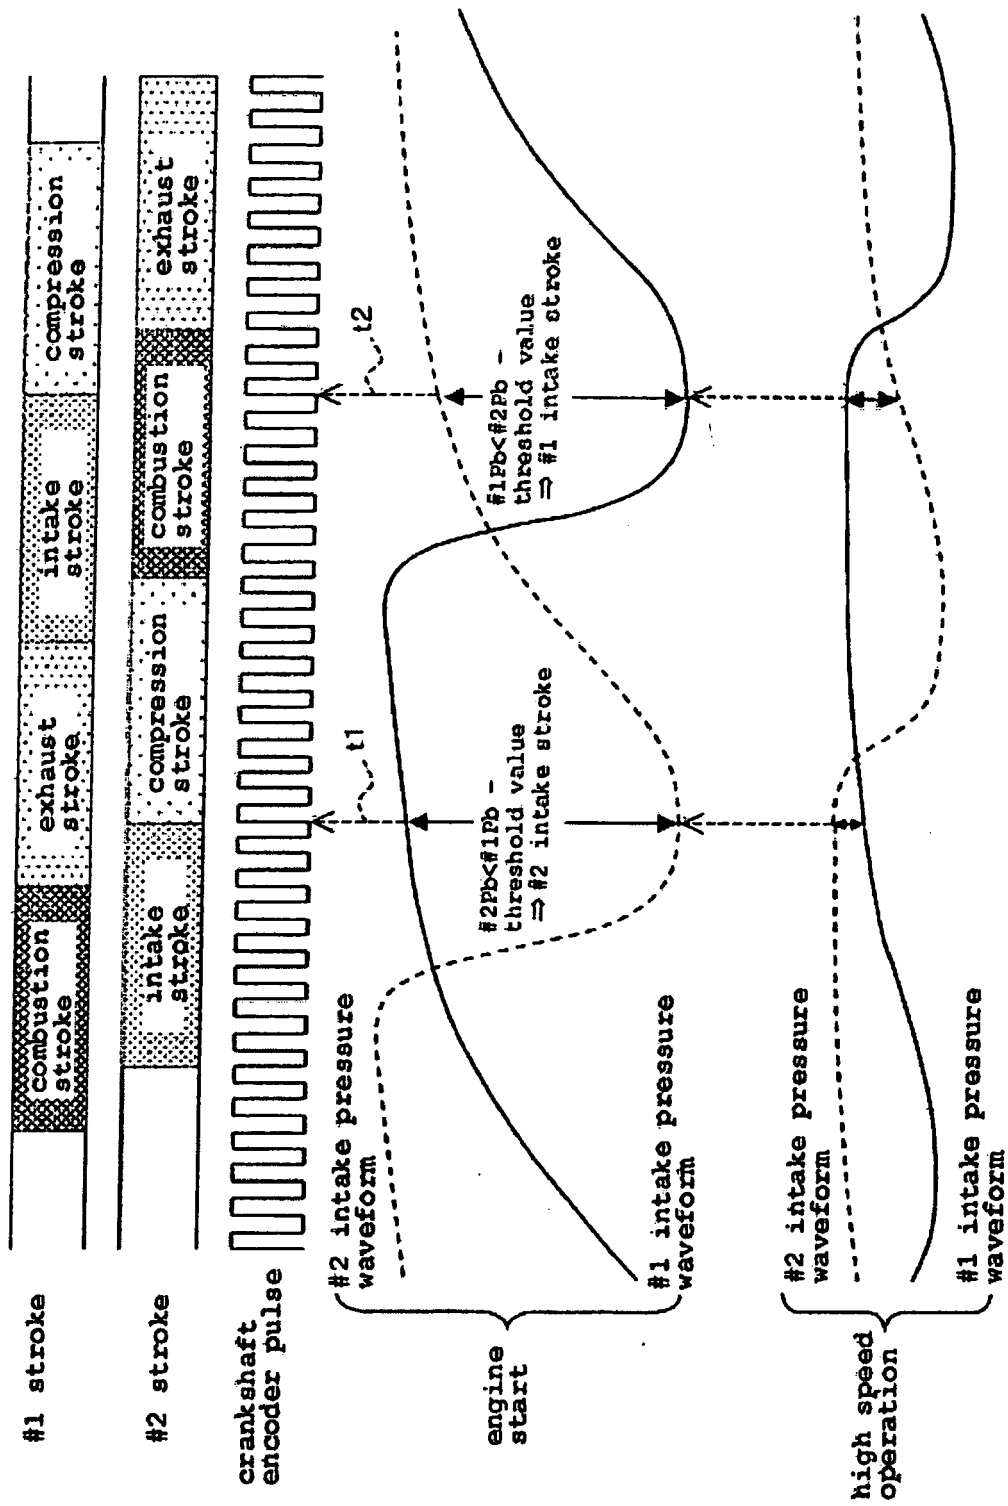 #1 stroke
combustion
stroke
exhaust
stroke
intake
stroke
compression
stroke
#2 stroke
intake
stroke
compression
stroke
combustion
stroke
exhaust
stroke
crankshaft
encoder pulse
t1
t2
engine
start
#2 intake pressure
waveform
#1 intake pressure
waveform
#2Pb<#1Pb -
threshold value
⇒#2 intake stroke
#1Pb<#2Pb -
threshold value
⇒ #1 intake stroke
high speed
operation
#2 intake pressure
waveform
#1 intake pressure
waveform